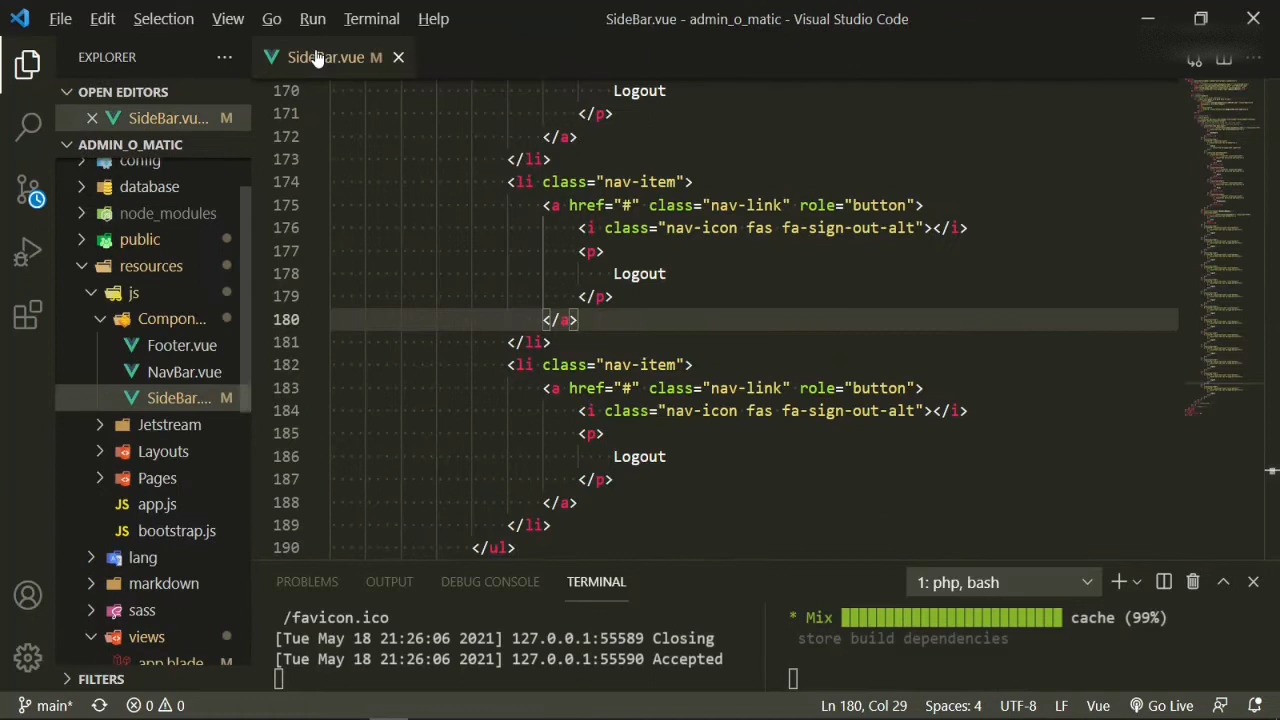 File Edit Selection View Go Run Terminal Help SideBar.vue - admin_o_matic - Visual Studio Code
EXPLORER ··· SideBar.vue M
OPEN EDITORS
SideBar.vu... M
ADMIN_O_MATIC
config
database
node_modules
public
resources
js
Compon...
Footer.vue
NavBar.vue
SideBar.... M
Jetstream
Layouts
Pages
JS app.js
JS bootstrap.js
lang
markdown
sass
views
app.blade... M
FILTERS
170 Logout
171 </p>
172 </a>
173 </li>
174 <li class="nav-item">
175 <a href="#" class="nav-link" role="button">
176 <i class="nav-icon fas fa-sign-out-alt"></i>
177 <p>
178 Logout
179 </p>
180 </a>
181 </li>
182 <li class="nav-item">
183 <a href="#" class="nav-link" role="button">
184 <i class="nav-icon fas fa-sign-out-alt"></i>
185 <p>
186 Logout
187 </p>
188 </a>
189 </li>
190 </ul>
PROBLEMS OUTPUT DEBUG CONSOLE TERMINAL 1: php, bash
/favicon.ico
[Tue May 18 21:26:06 2021] 127.0.0.1:55589 Closing
[Tue May 18 21:26:06 2021] 127.0.0.1:55590 Accepted
* Mix cache (99%)
store build dependencies
main* 0 0 Ln 180, Col 29 Spaces: 4 UTF-8 LF Vue Go Live